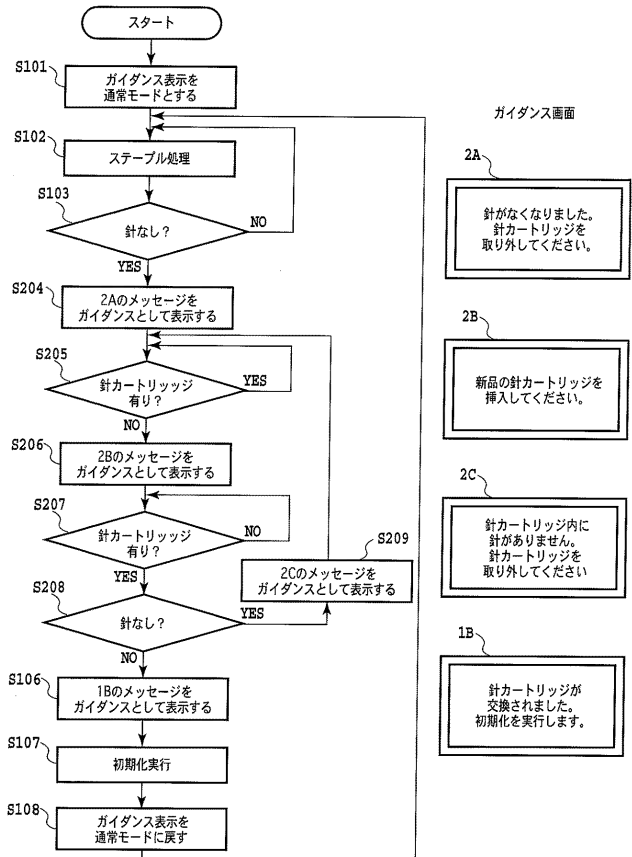 スタート
S101
ガイダンス表示を
通常モードとする
S102
ステープル処理
S103
針なし？
NO
YES
S204
2Aのメッセージを
ガイダンスとして表示する
S205
針カートリッッジ
有り？
YES
NO
S206
2Bのメッセージを
ガイダンスとして表示する
S207
針カートリッッジ
有り？
NO
YES
S209
2Cのメッセージを
ガイダンスとして表示する
S208
針なし？
YES
NO
S106
1Bのメッセージを
ガイダンスとして表示する
S107
初期化実行
S108
ガイダンス表示を
通常モードに戻す
ガイダンス画面
2A
針がなくなりました。
針カートリッジを
取り外してください。
2B
新品の針カートリッジを
挿入してください。
2C
針カートリッジ内に
針がありません。
針カートリッジを
取り外してください
1B
針カートリッジが
交換されました。
初期化を実行します。